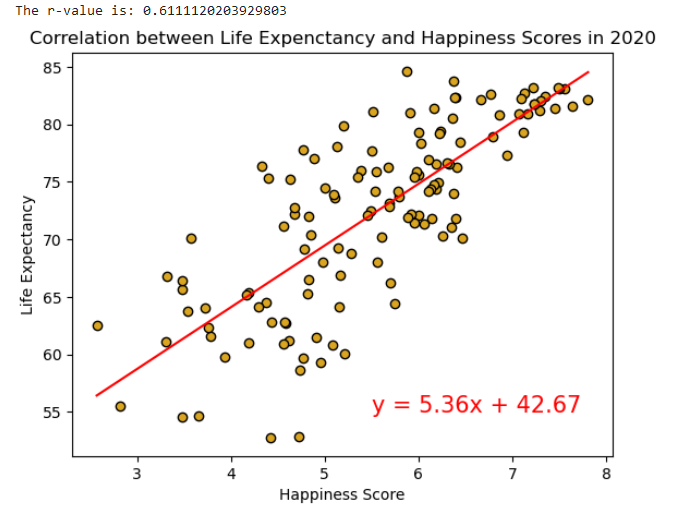 The r-value is: 0.6111120203929803
Correlation between Life Expenctancy and Happiness Scores in 2020
85
80
75
70
65
60
55
Life Expectancy
y = 5.36x + 42.67
3 4 5 6 7 8
Happiness Score